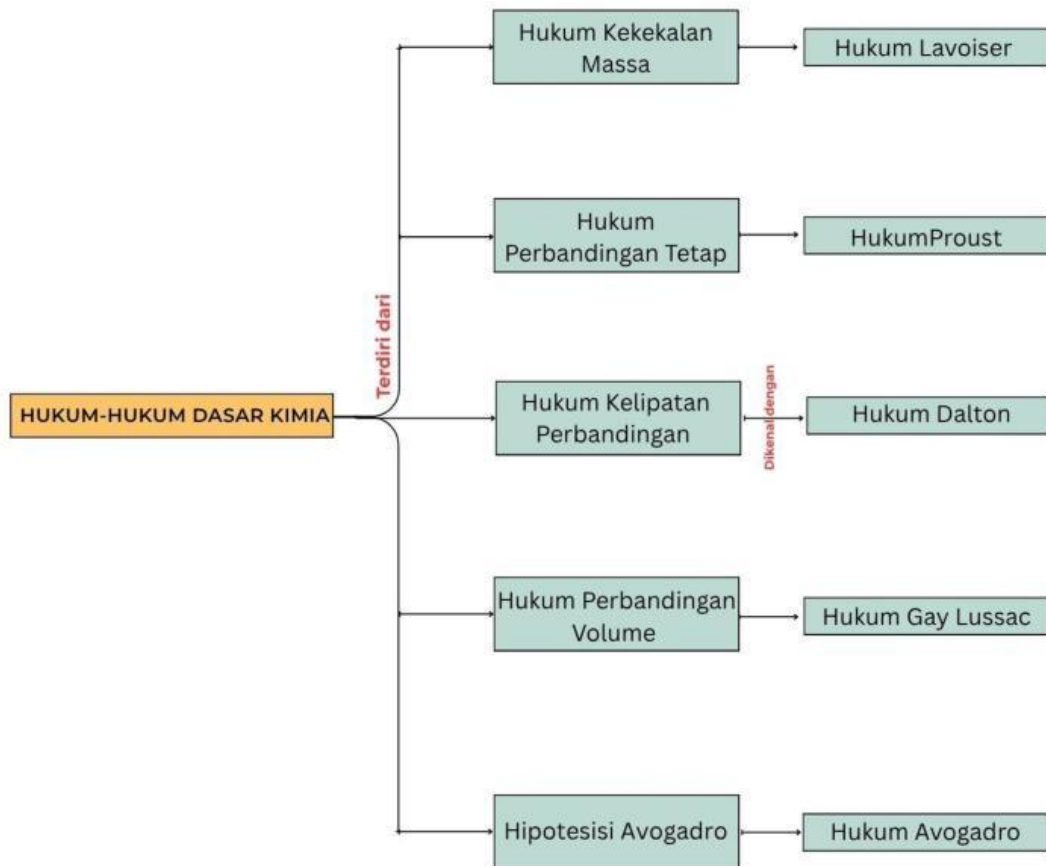 Hukum Kekekalan
Massa
Hukum Lavoiser
Hukum
Perbandingan Tetap
HukumProust
Terdiri dari
HUKUM-HUKUM DASAR KIMIA
Hukum Kelipatan
Perbandingan
Dikenal dengan
Hukum Dalton
Hukum Perbandingan
Volume
Hukum Gay Lussac
Hipotesisi Avogadro
Hukum Avogadro